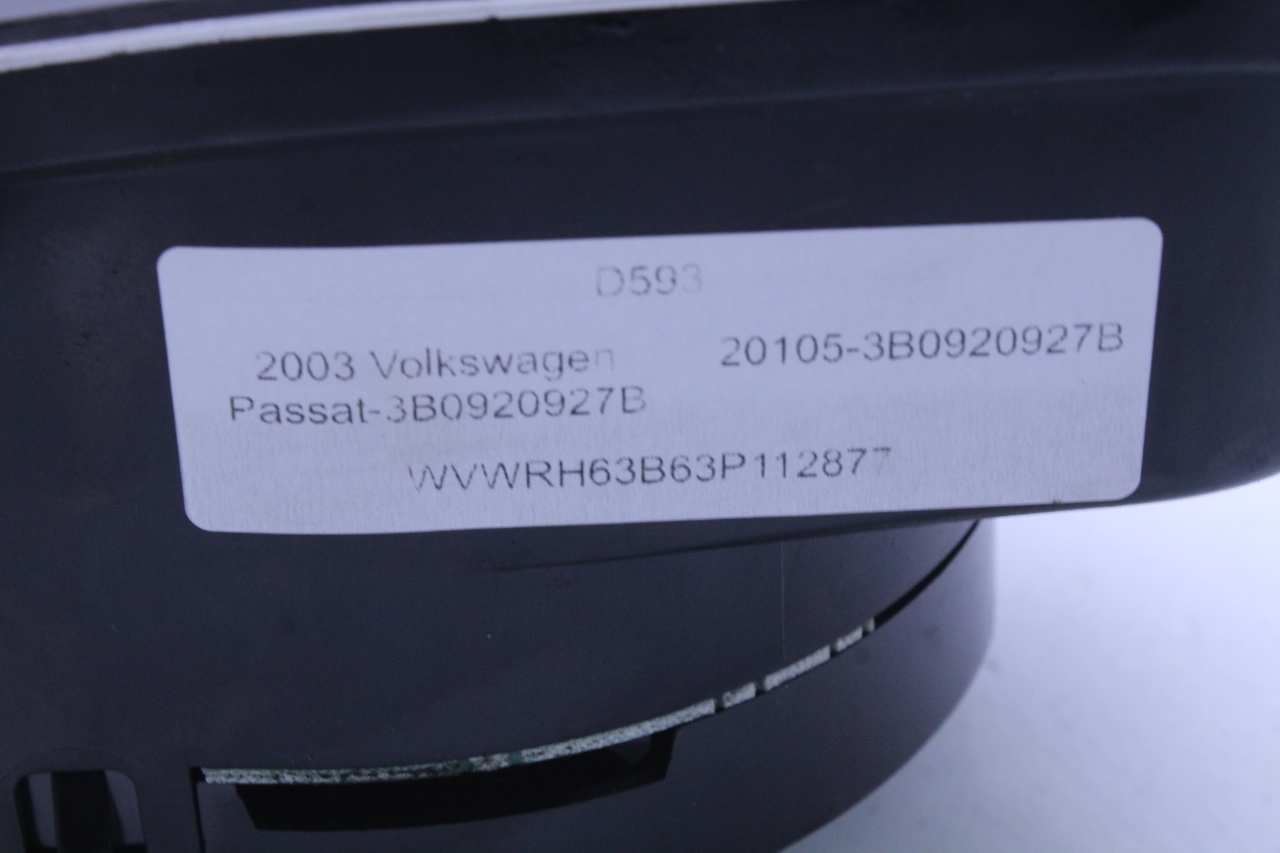 D593
2003 Volkswagen 20105-3B0920927B
Passat-3B0920927B
WVWRH63B63P112877